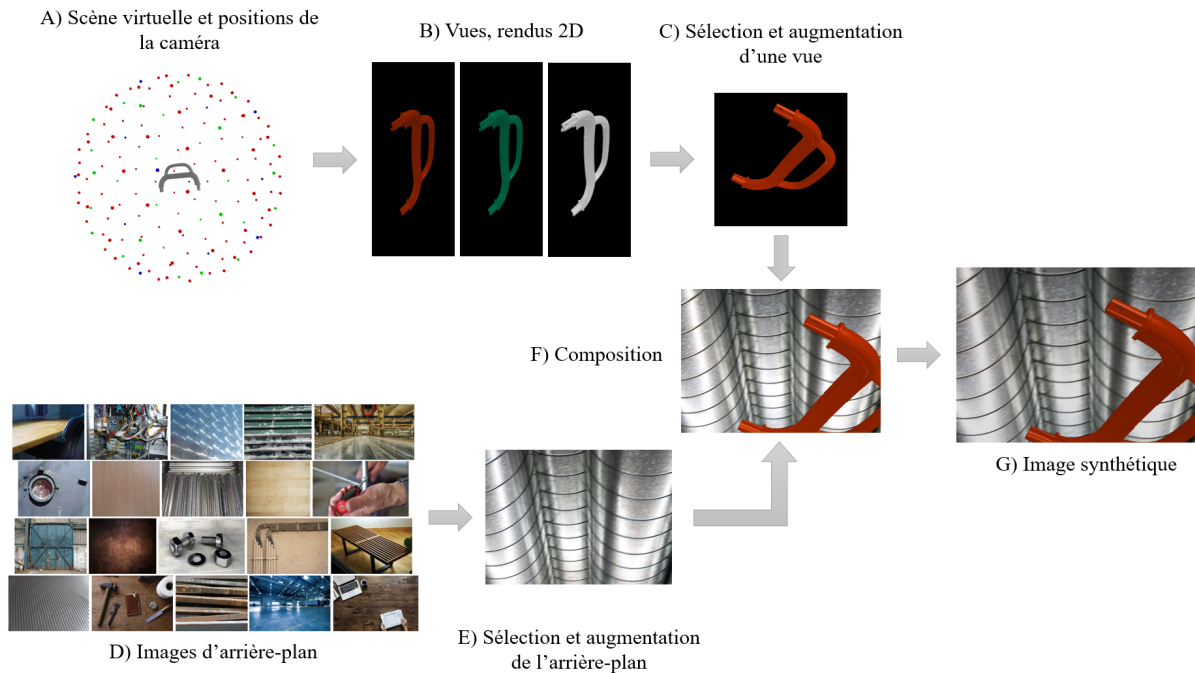 A) Scène virtuelle et positions de
la caméra
B) Vues, rendus 2D
C) Sélection et augmentation
d’une vue
F) Composition
G) Image synthétique
E) Sélection et augmentation
de l’arrière-plan
D) Images d’arrière-plan